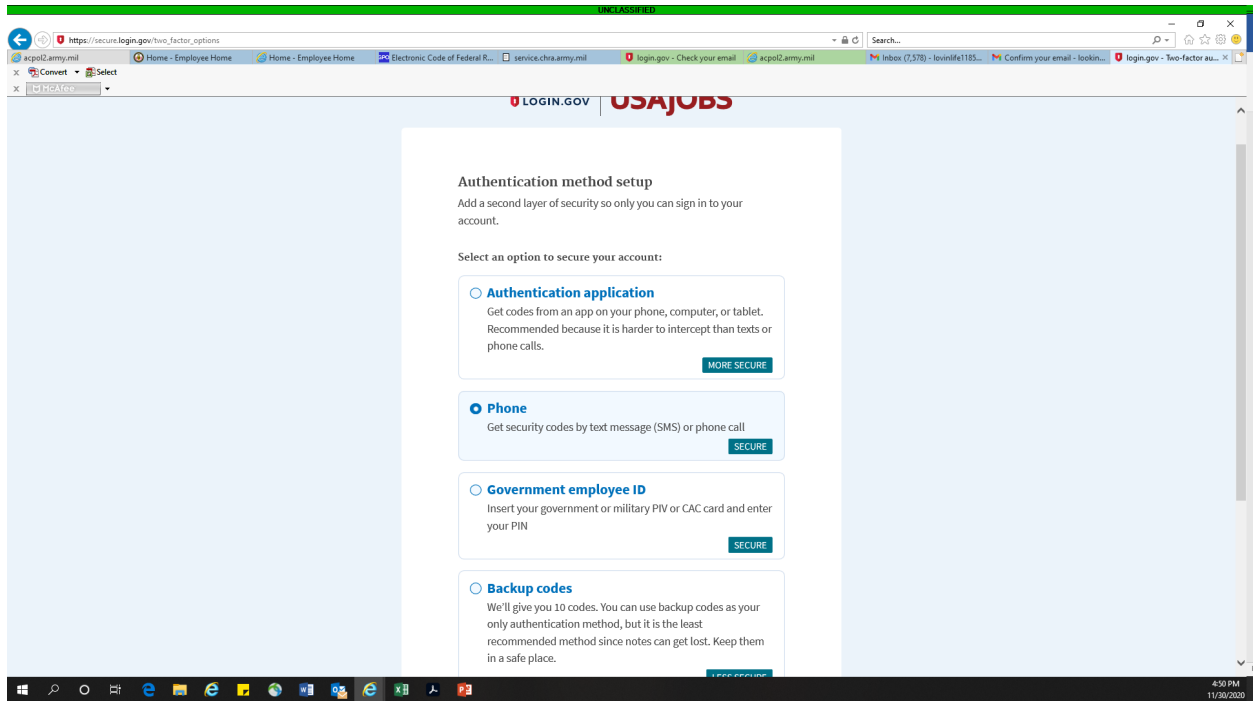 UNCLASSIFIED
https://secure.login.gov/two_factor_options
Search...
acpol2.army.mil
Home - Employee Home
Home - Employee Home
GPO Electronic Code of Federal R...
service.chra.army.mil
login.gov - Check your email
acpol2.army.mil
Inbox (7,578) - lovinlife1185...
Confirm your email - lookin...
login.gov - Two-factor au...
x Convert Select
x McAfee
LOGIN.GOV USAJOBS
Authentication method setup
Add a second layer of security so only you can sign in to your
account.
Select an option to secure your account:
Authentication application
Get codes from an app on your phone, computer, or tablet.
Recommended because it is harder to intercept than texts or
phone calls.
MORE SECURE
Phone
Get security codes by text message (SMS) or phone call
SECURE
Government employee ID
Insert your government or military PIV or CAC card and enter
your PIN
SECURE
Backup codes
We'll give you 10 codes. You can use backup codes as your
only authentication method, but it is the least
recommended method since notes can get lost. Keep them
in a safe place.
LESS SECURE
4:50 PM
11/30/2020